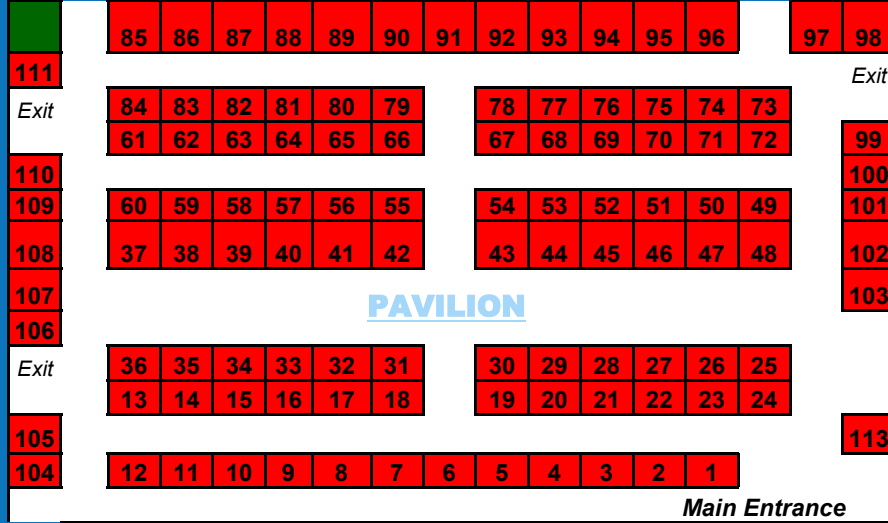 85 86 87 88 89 90 91 92 93 94 95 96 97 98
111 Exit
Exit 84 83 82 81 80 79 78 77 76 75 74 73
61 62 63 64 65 66 67 68 69 70 71 72 99
110 100
109 60 59 58 57 56 55 54 53 52 51 50 49 101
108 37 38 39 40 41 42 43 44 45 46 47 48 102
107 PAVILION 103
106
Exit 36 35 34 33 32 31 30 29 28 27 26 25
13 14 15 16 17 18 19 20 21 22 23 24
105 113
104 12 11 10 9 8 7 6 5 4 3 2 1
Main Entrance